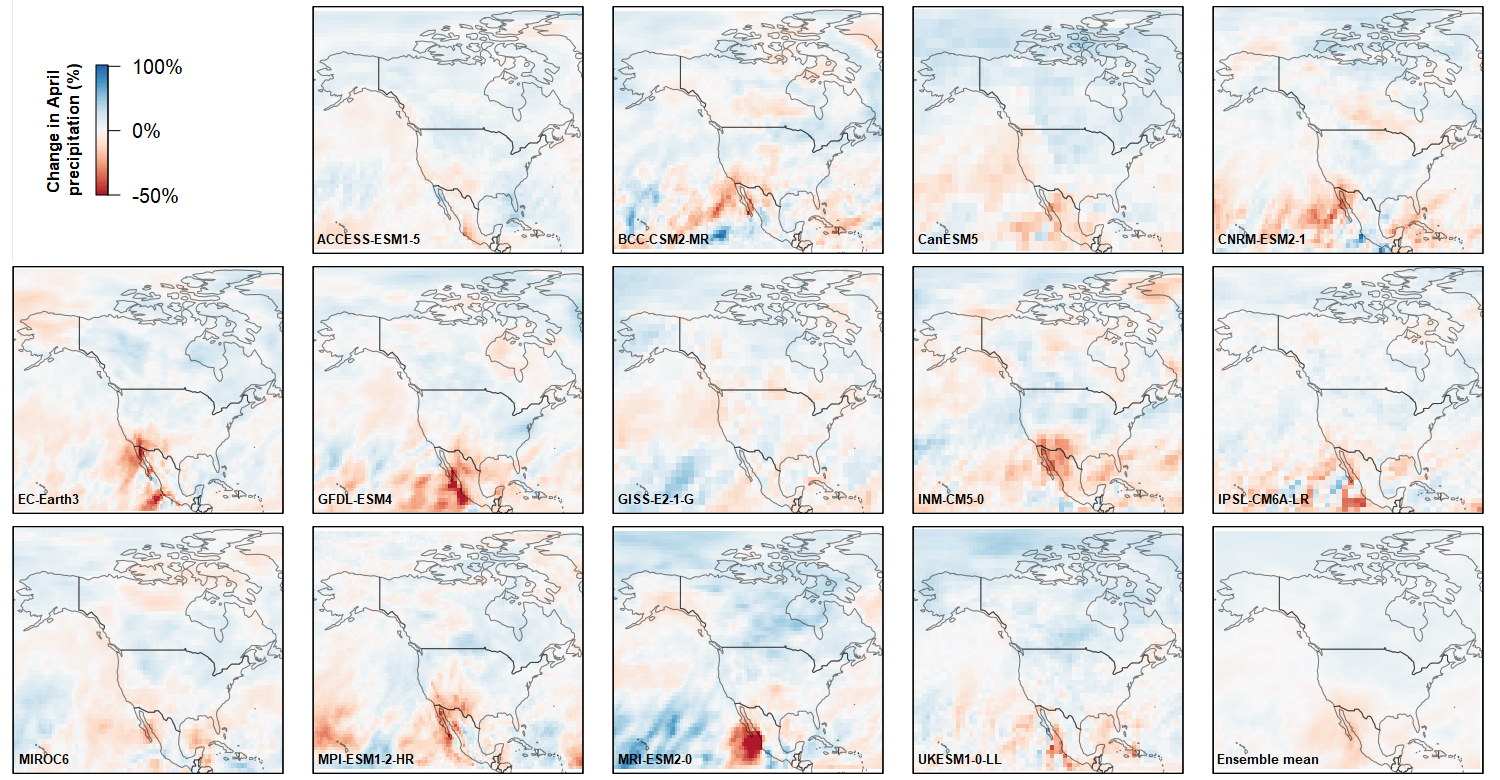 Change in April
precipitation (%)
100%
0%
-50%
ACCESS-ESM1-5
BCC-CSM2-MR
CanESM5
CNRM-ESM2-1
EC-Earth3
GFDL-ESM4
GISS-E2-1-G
INM-CM5-0
IPSL-CM6A-LR
MIROC6
MPI-ESM1-2-HR
MRI-ESM2-0
UKESM1-0-LL
Ensemble mean